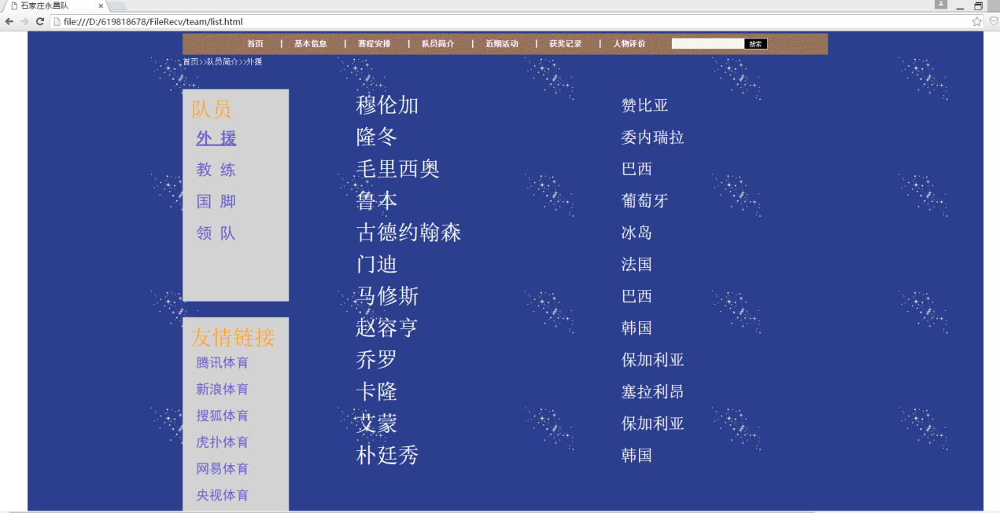 石家庄永昌队
file:///D:/619818678/FileRecv/team/list.html
首页 | 基本信息 | 赛程安排 | 队员简介 | 近期活动 | 获奖记录 | 人物评价 搜索
首页>>队员简介>>外援
队员
外 援
教 练
国 脚
领 队
友情链接
腾讯体育
新浪体育
搜狐体育
虎扑体育
网易体育
央视体育
穆伦加 赞比亚
隆冬 委内瑞拉
毛里西奥 巴西
鲁本 葡萄牙
古德约翰森 冰岛
门迪 法国
马修斯 巴西
赵容亨 韩国
乔罗 保加利亚
卡隆 塞拉利昂
艾蒙 保加利亚
朴廷秀 韩国